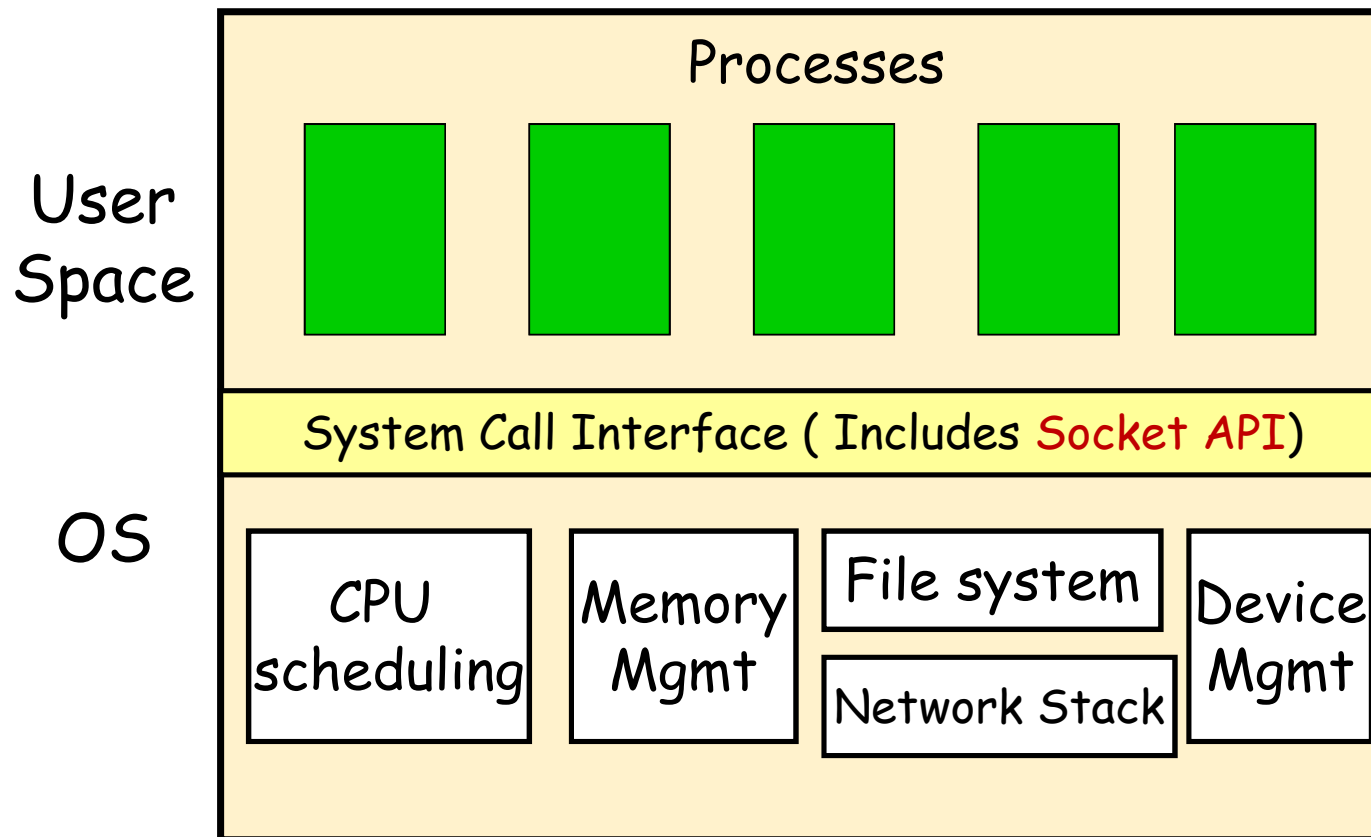 Processes
User
Space
System Call Interface ( Includes Socket API)
OS
CPU
scheduling
Memory
Mgmt
File system
Network Stack
Device
Mgmt